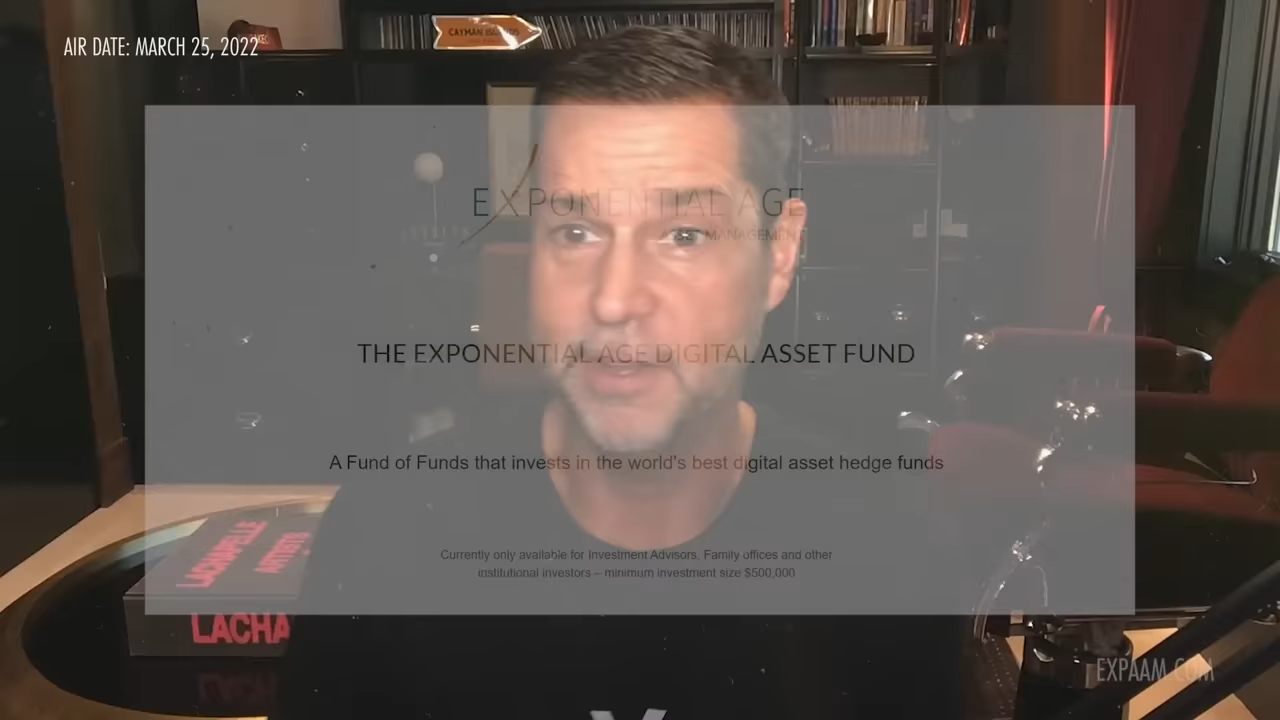 AIR DATE: MARCH 25, 2022
CAYMAN ISLANDS
EXPONENTIAL AGE
MANAGEMENT
THE EXPONENTIAL AGE DIGITAL ASSET FUND
A Fund of Funds that invests in the world's best digital asset hedge funds
Currently only available for Investment Advisors, Family offices and other
institutional investors – minimum investment size $500,000
LACHAPELLE
LACHA
EXPAAM.COM